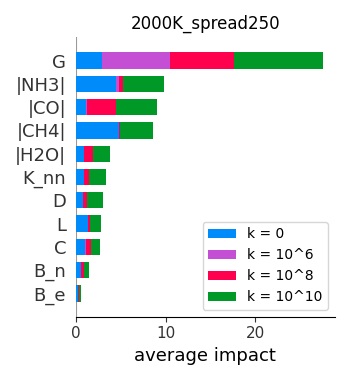 2000K_spread250
G
|NH3|
|CO|
|CH4|
|H2O|
K_nn
D
L
C
B_n
B_e
k = 0
k = 10^6
k = 10^8
k = 10^10
0
10
20
average impact